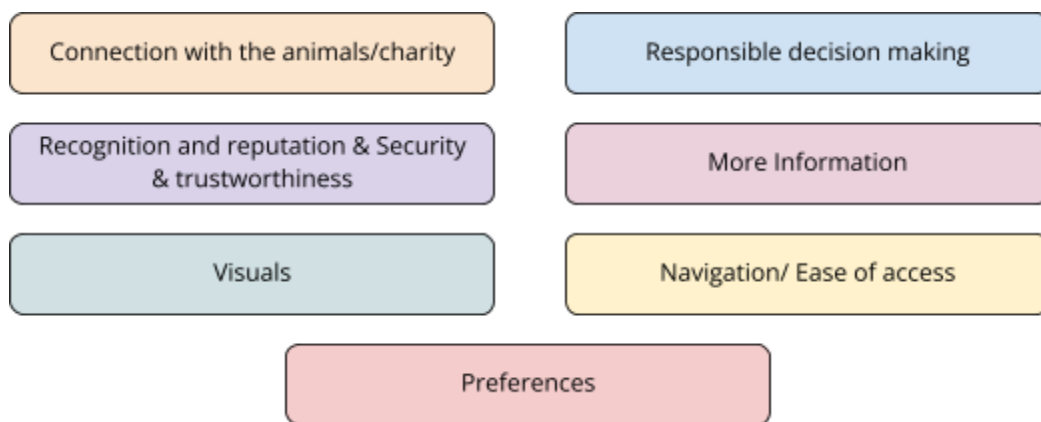 Connection with the animals/charity
Responsible decision making
Recognition and reputation & Security
& trustworthiness
More Information
Visuals
Navigation/ Ease of access
Preferences